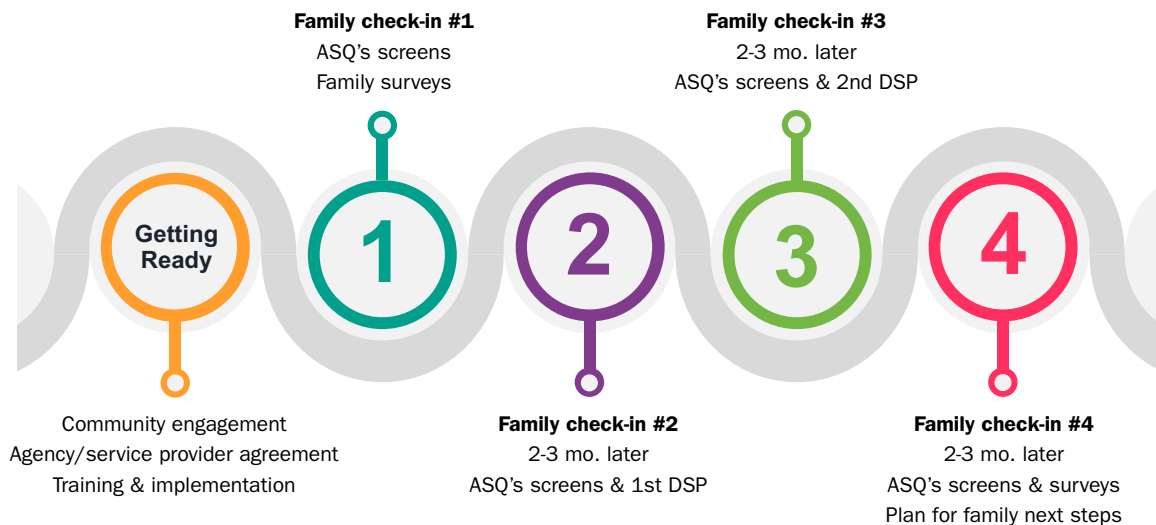 Family check-in #1
ASQ's screens
Family surveys
Family check-in #3
2-3 mo. later
ASQ's screens & 2nd DSP
Getting
Ready
1
2
3
4
Community engagement
Agency/service provider agreement
Training & implementation
Family check-in #2
2-3 mo. later
ASQ's screens & 1st DSP
Family check-in #4
2-3 mo. later
ASQ's screens & surveys
Plan for family next steps